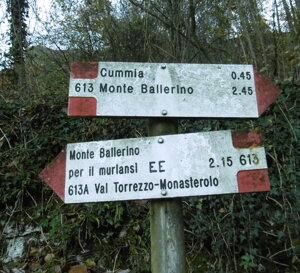 Cummia 0.45
613 Monte Ballerino 2.45
Monte Ballerino
per il murlansi EE 2.15 613
613A Val Torrezzo-Monasterolo